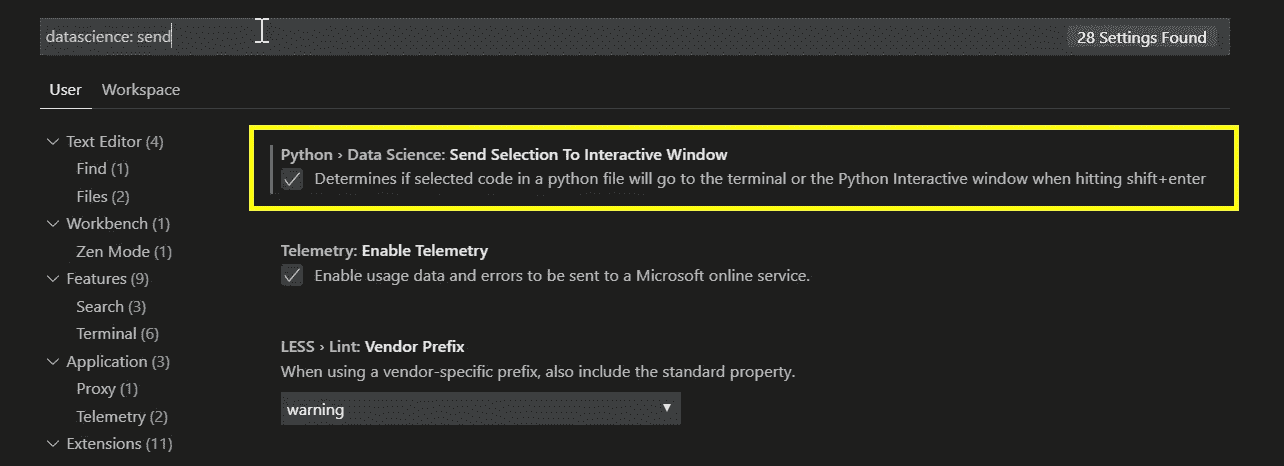 datascience: send
28 Settings Found
User Workspace
Text Editor (4)
Find (1)
Files (2)
Workbench (1)
Zen Mode (1)
Features (9)
Search (3)
Terminal (6)
Application (3)
Proxy (1)
Telemetry (2)
Extensions (11)
Python › Data Science: Send Selection To Interactive Window
Determines if selected code in a python file will go to the terminal or the Python Interactive window when hitting shift+enter
Telemetry: Enable Telemetry
Enable usage data and errors to be sent to a Microsoft online service.
LESS › Lint: Vendor Prefix
When using a vendor-specific prefix, also include the standard property.
warning